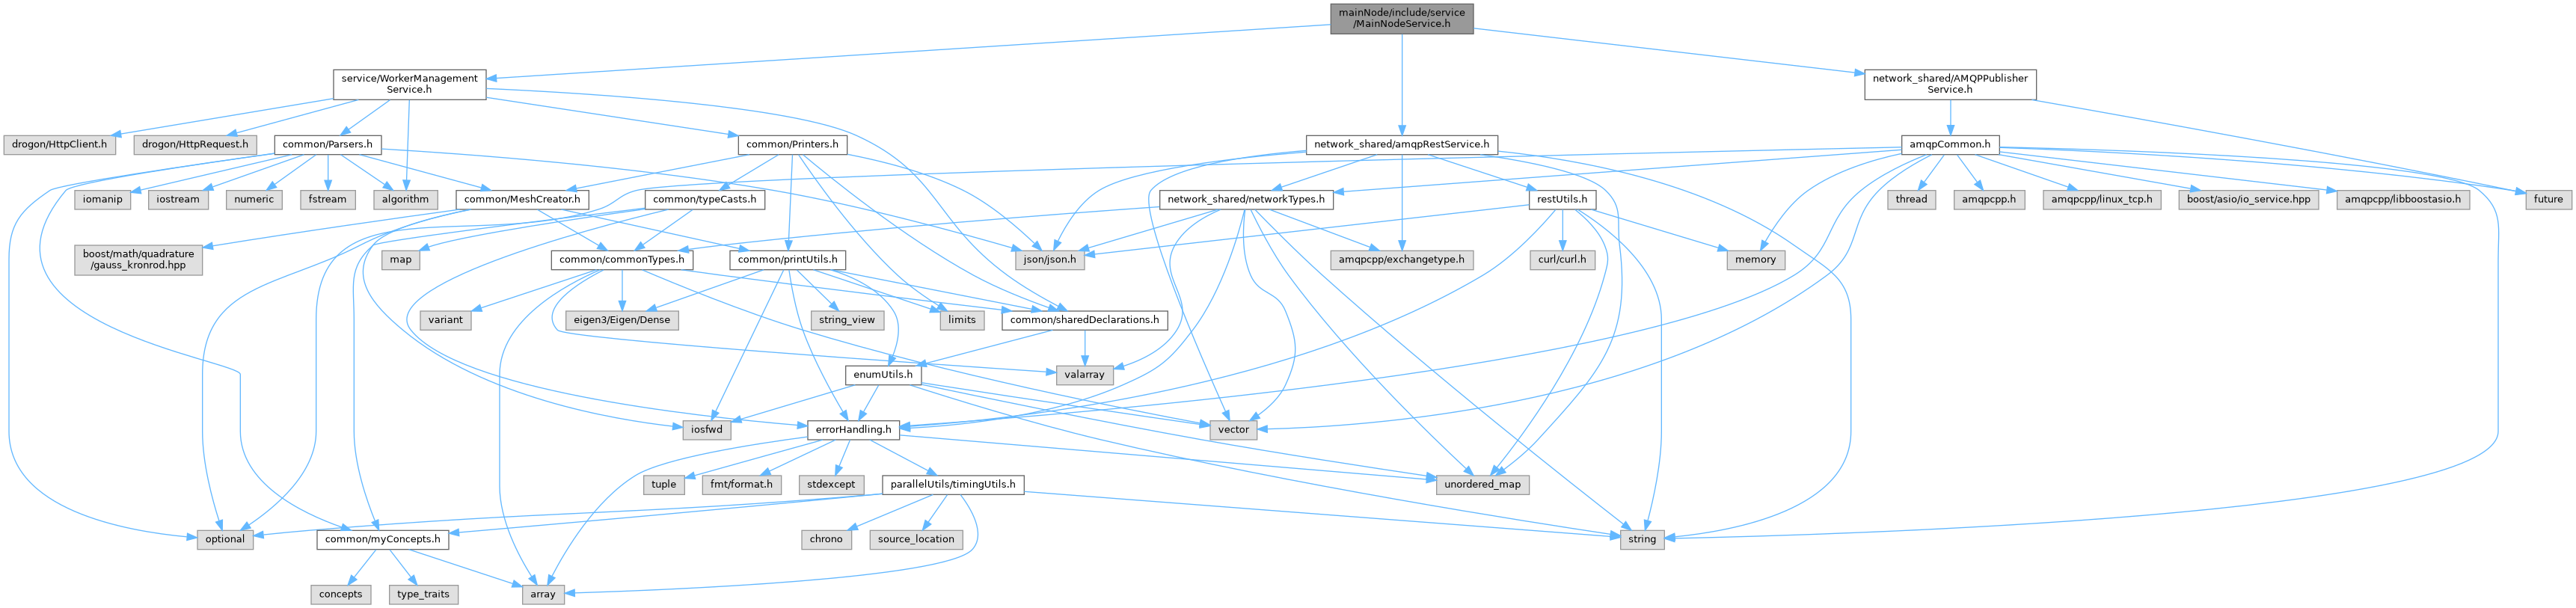 mainNode/include/service
/MainNodeService.h
service/WorkerManagement
Service.h
network_shared/AMQPPublisher
Service.h
drogon/HttpClient.h
drogon/HttpRequest.h
common/Parsers.h
common/Printers.h
network_shared/amqpRestService.h
amqpCommon.h
iomanip
iostream
numeric
fstream
algorithm
common/MeshCreator.h
common/typeCasts.h
network_shared/networkTypes.h
restUtils.h
thread
amqpcpp.h
amqpcpp/linux_tcp.h
boost/asio/io_service.hpp
amqpcpp/libboostasio.h
future
boost/math/quadrature
/gauss_kronrod.hpp
map
common/commonTypes.h
common/printUtils.h
json/json.h
amqpcpp/exchangetype.h
curl/curl.h
memory
variant
eigen3/Eigen/Dense
string_view
limits
common/sharedDeclarations.h
enumUtils.h
valarray
iosfwd
errorHandling.h
vector
tuple
fmt/format.h
stdexcept
parallelUtils/timingUtils.h
unordered_map
optional
common/myConcepts.h
chrono
source_location
string
concepts
type_traits
array